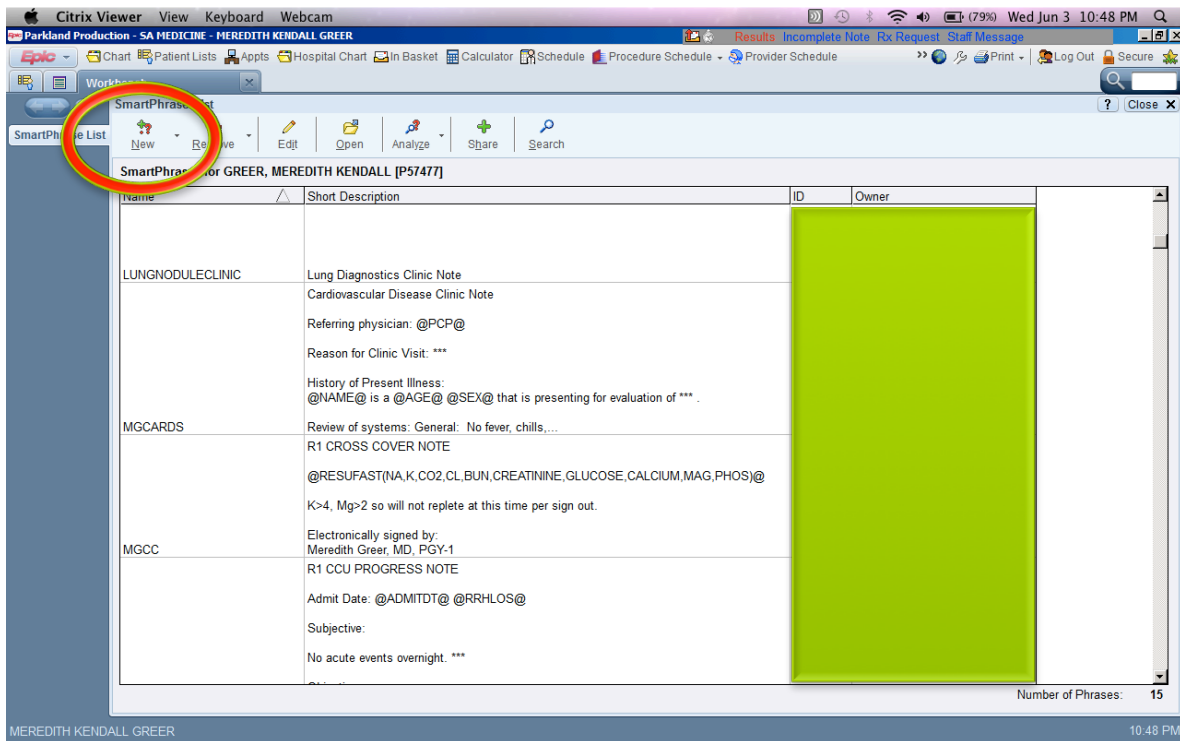 Citrix Viewer View Keyboard Webcam (79%) Wed Jun 3 10:48 PM
Epic Parkland Production - SA MEDICINE - MEREDITH KENDALL GREER Results Incomplete Note Rx Request Staff Message
Epic Chart Patient Lists Appts Hospital Chart In Basket Calculator Schedule Procedure Schedule Provider Schedule Print Log Out Secure
SmartPhrase List ? Close X
SmartPhrase List New Edit Open Analyze Share Search
GREER, MEREDITH KENDALL [P57477]
Name Short Description ID Owner
LUNGNODULECLINIC Lung Diagnostics Clinic Note
Cardiovascular Disease Clinic Note
Referring physician: @PCP@
Reason for Clinic Visit: ***
History of Present Illness:
@NAME@ is a @AGE@ @SEX@ that is presenting for evaluation of *** .
MGCARDS Review of systems: General: No fever, chills,...
R1 CROSS COVER NOTE
@RESUFAST(NA,K,CO2,CL,BUN,CREATININE,GLUCOSE,CALCIUM,MAG,PHOS)@
K>4, Mg>2 so will not replete at this time per sign out.
Electronically signed by:
MGCC Meredith Greer, MD, PGY-1
R1 CCU PROGRESS NOTE
Admit Date: @ADMITDT@ @RRHLOS@
Subjective:
No acute events overnight. ***
Number of Phrases: 15
MEREDITH KENDALL GREER 10:48 PM